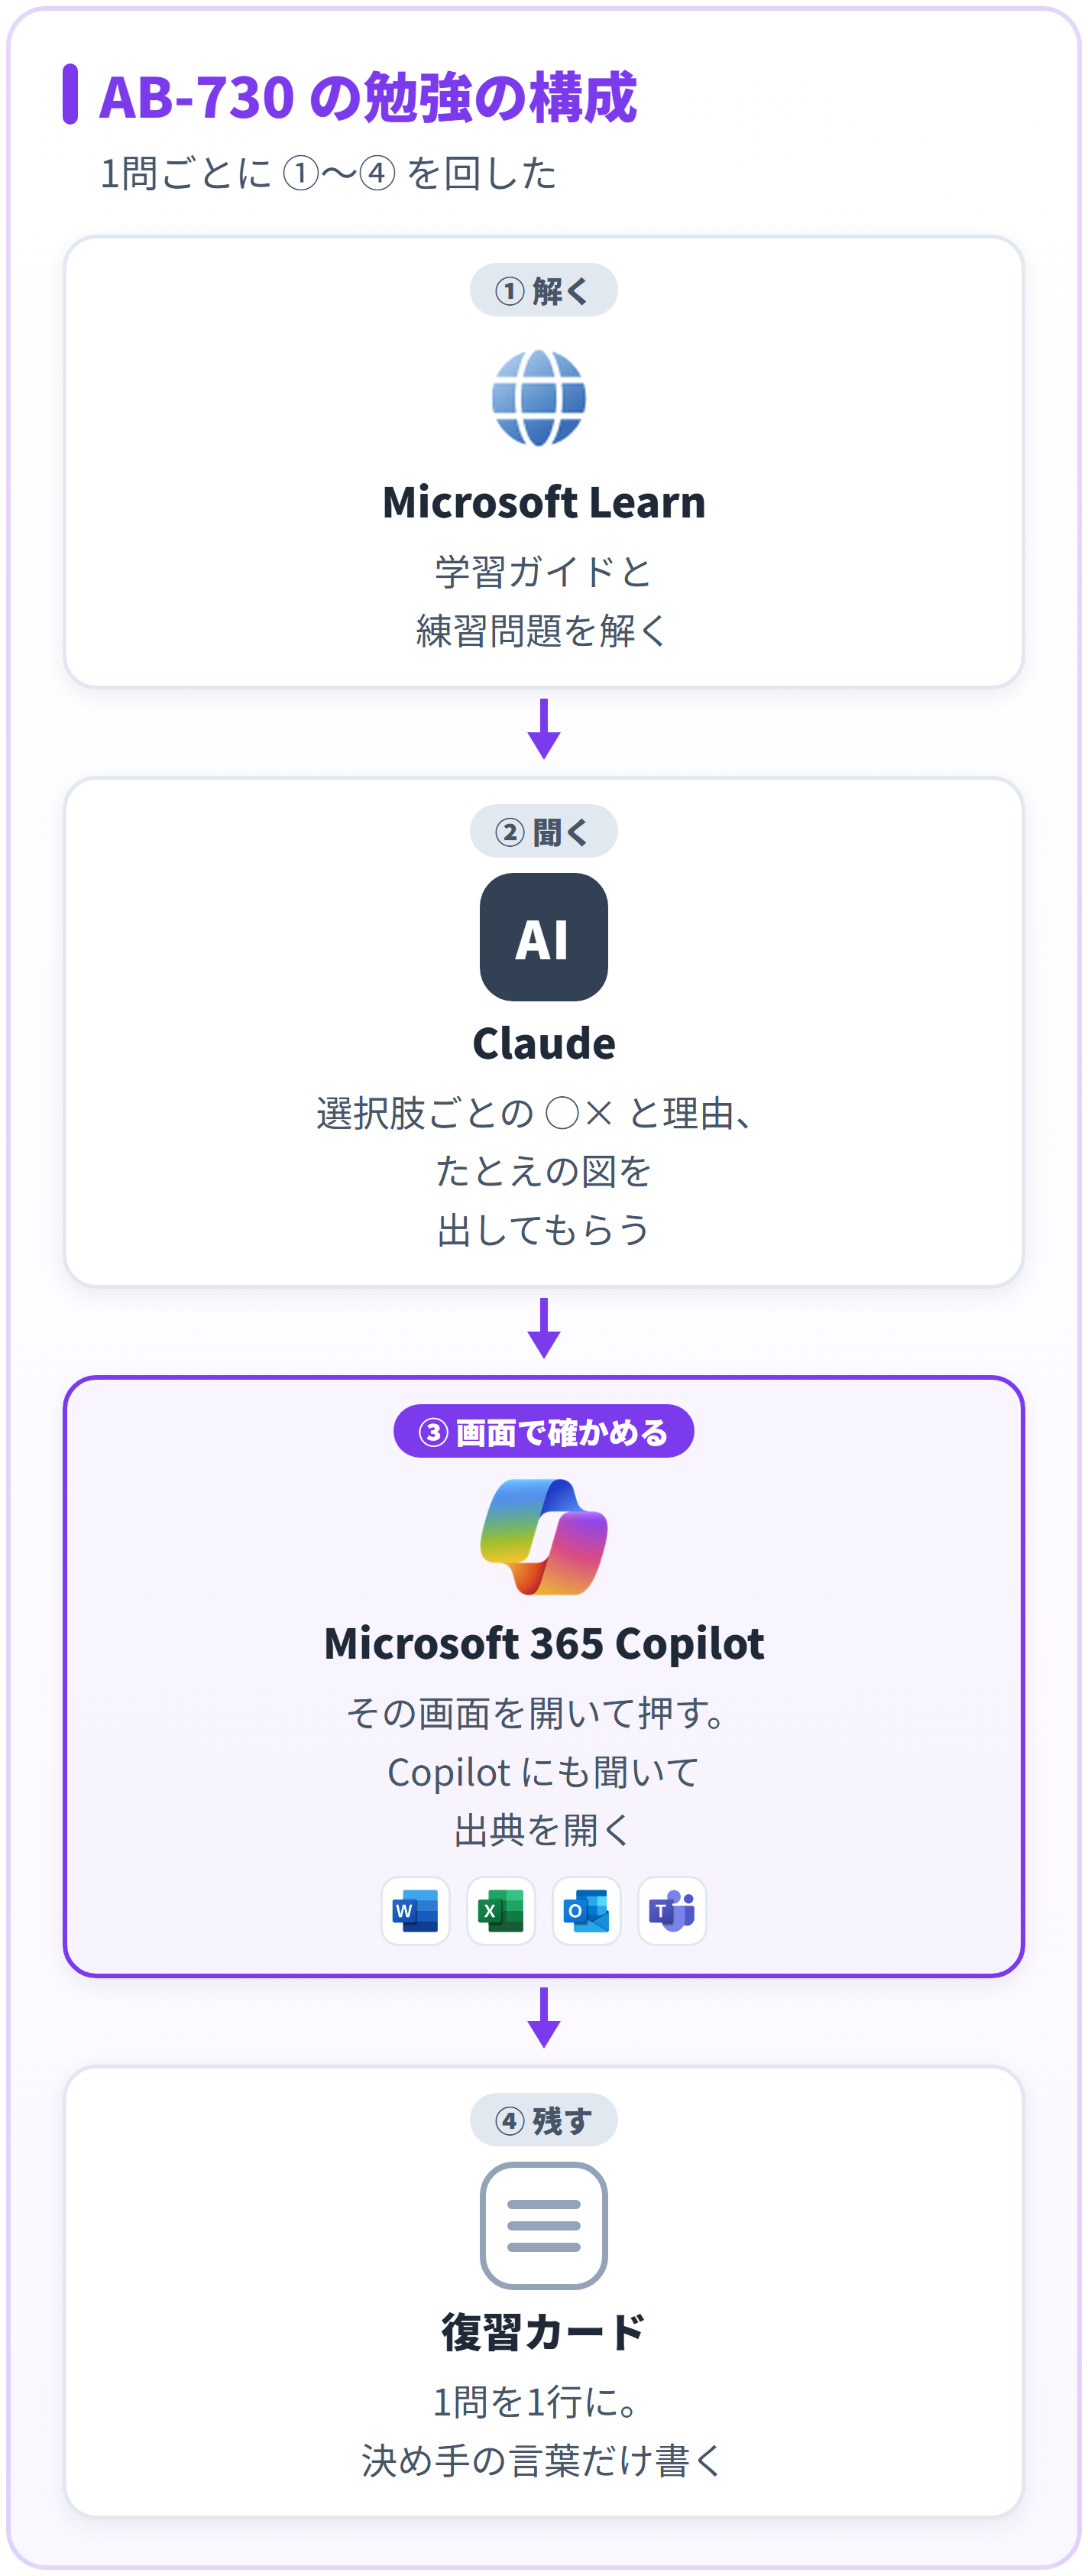 AB-730 の勉強の構成
1問ごとに ①〜④ を回した
① 解く
Microsoft Learn
学習ガイドと
練習問題を解く
② 聞く
AI
Claude
選択肢ごとの ○× と理由、
たとえの図を
出してもらう
③ 画面で確かめる
Microsoft 365 Copilot
その画面を開いて押す。
Copilot にも聞いて
出典を開く
W X O T
④ 残す
復習カード
1問を1行に。
決め手の言葉だけ書く